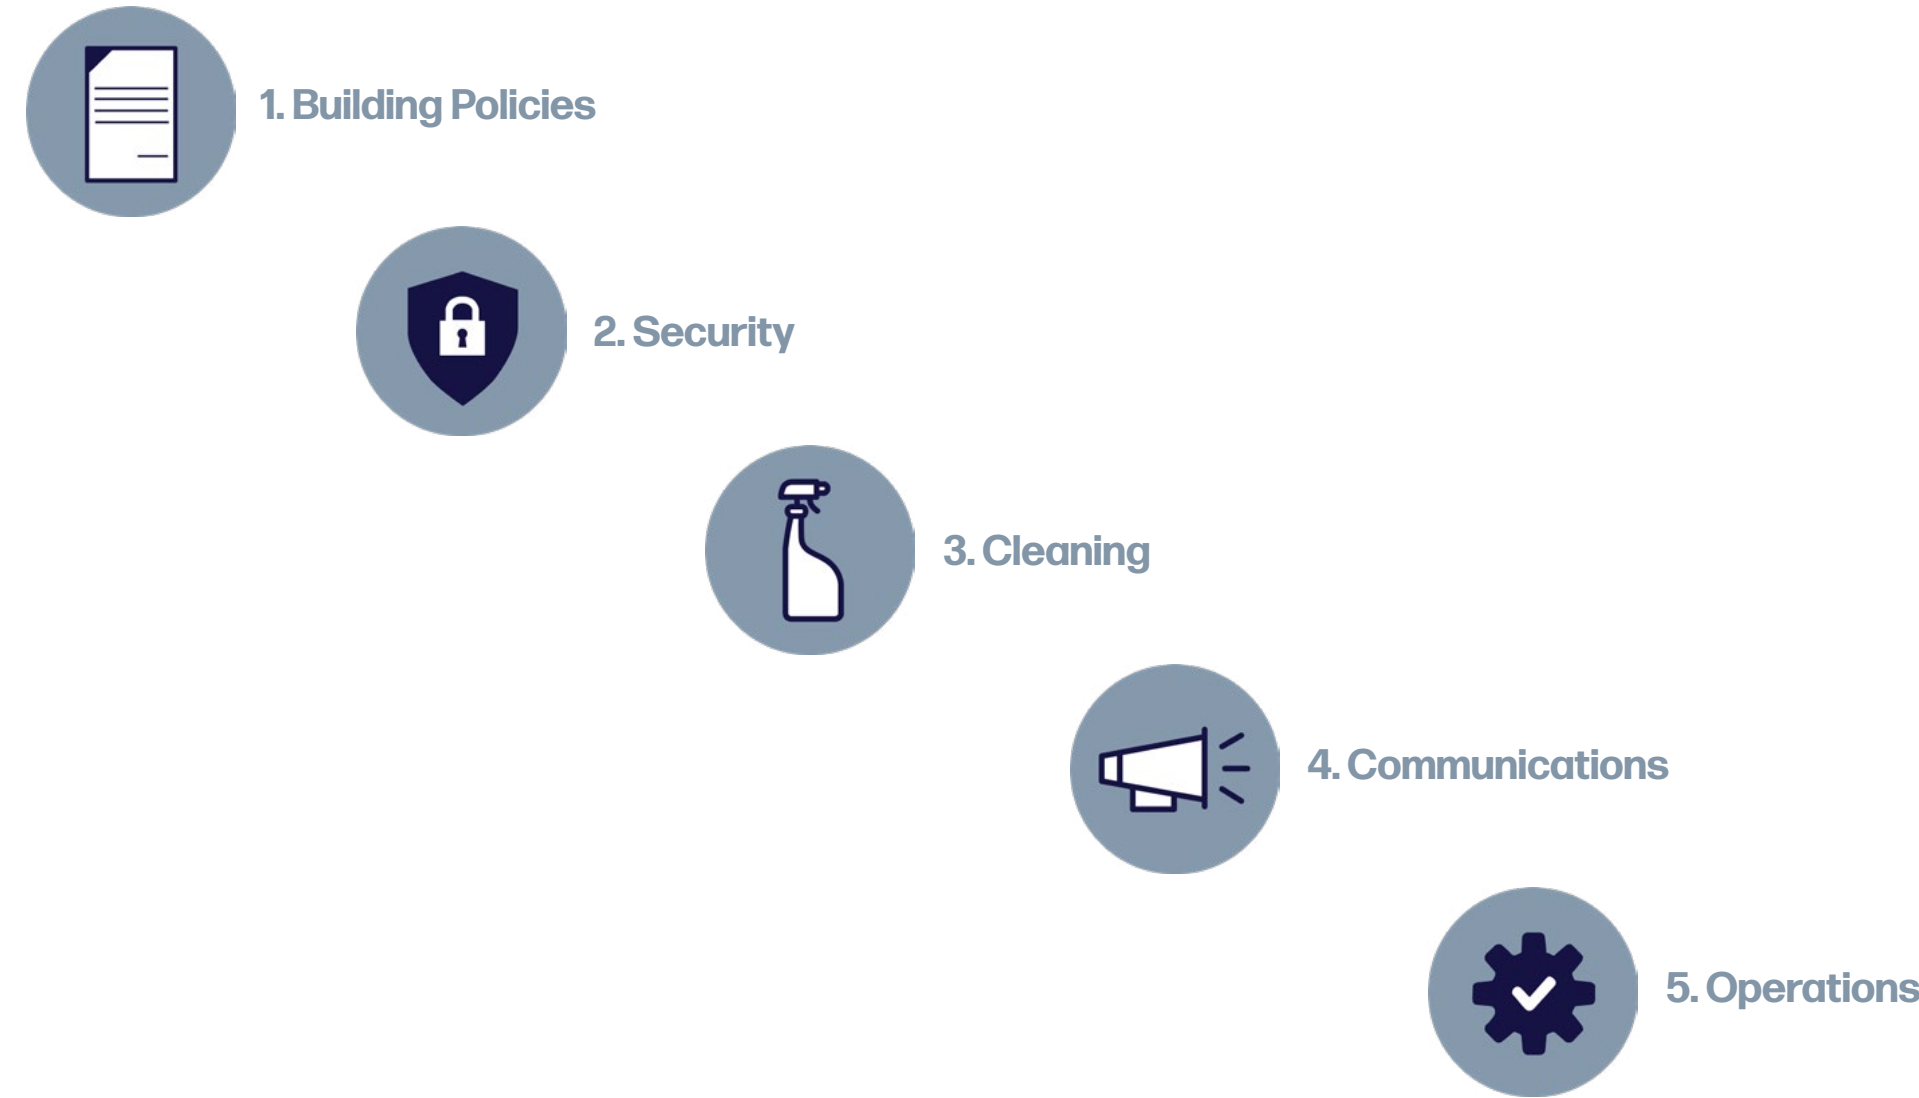 1. Building Policies
2. Security
3. Cleaning
4. Communications
5. Operations